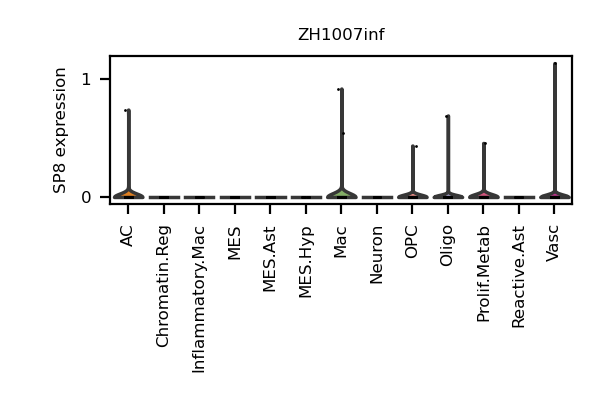 ZH1007inf
SP8 expression
1
0
AC
Chromatin.Reg
Inflammatory.Mac
MES
MES.Ast
MES.Hyp
Mac
Neuron
OPC
Oligo
Prolif.Metab
Reactive.Ast
Vasc